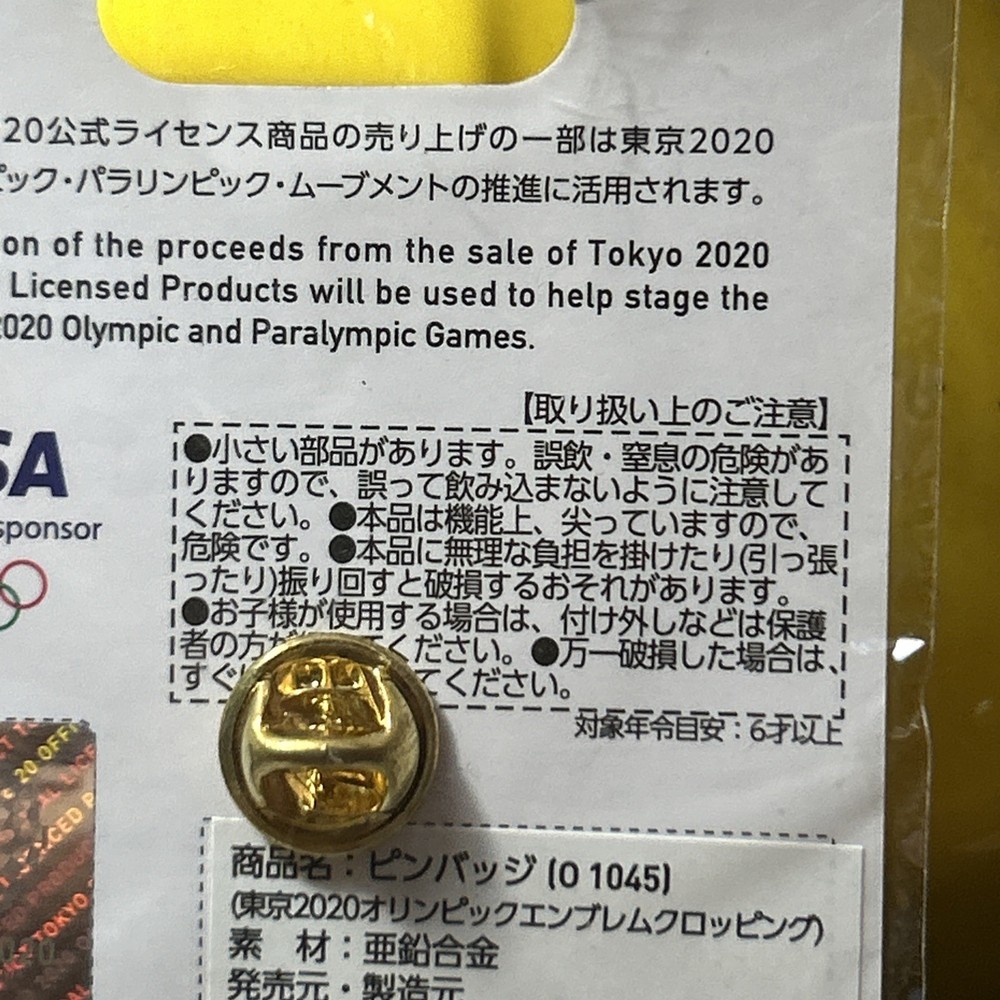 20公式ライセンス商品の売り上げの一部は東京2020
ピック・パラリンピック・ムーブメントの推進に活用されます。
on of the proceeds from the sale of Tokyo 2020
Licensed Products will be used to help stage the
2020 Olympic and Paralympic Games.
【取り扱い上のご注意】
●小さい部品があります。誤飲・窒息の危険があ
りますので、誤って飲み込まないように注意して
ください。●本品は機能上、尖っていますので、
危険です。●本品に無理な負担を掛けたり(引っ張
ったり)振り回すと破損するおそれがあります。
●お子様が使用する場合は、付け外しなどは保護
者の方が ください。●万一破損した場合は、
すぐ てください。
対象年令目安：6才以上
SA
sponsor
20 OFF
CED P
TOKYO
商品名：ピンバッジ (O 1045)
(東京2020オリンピックエンブレムクロッピング)
素 材：亜鉛合金
発売元・製造元